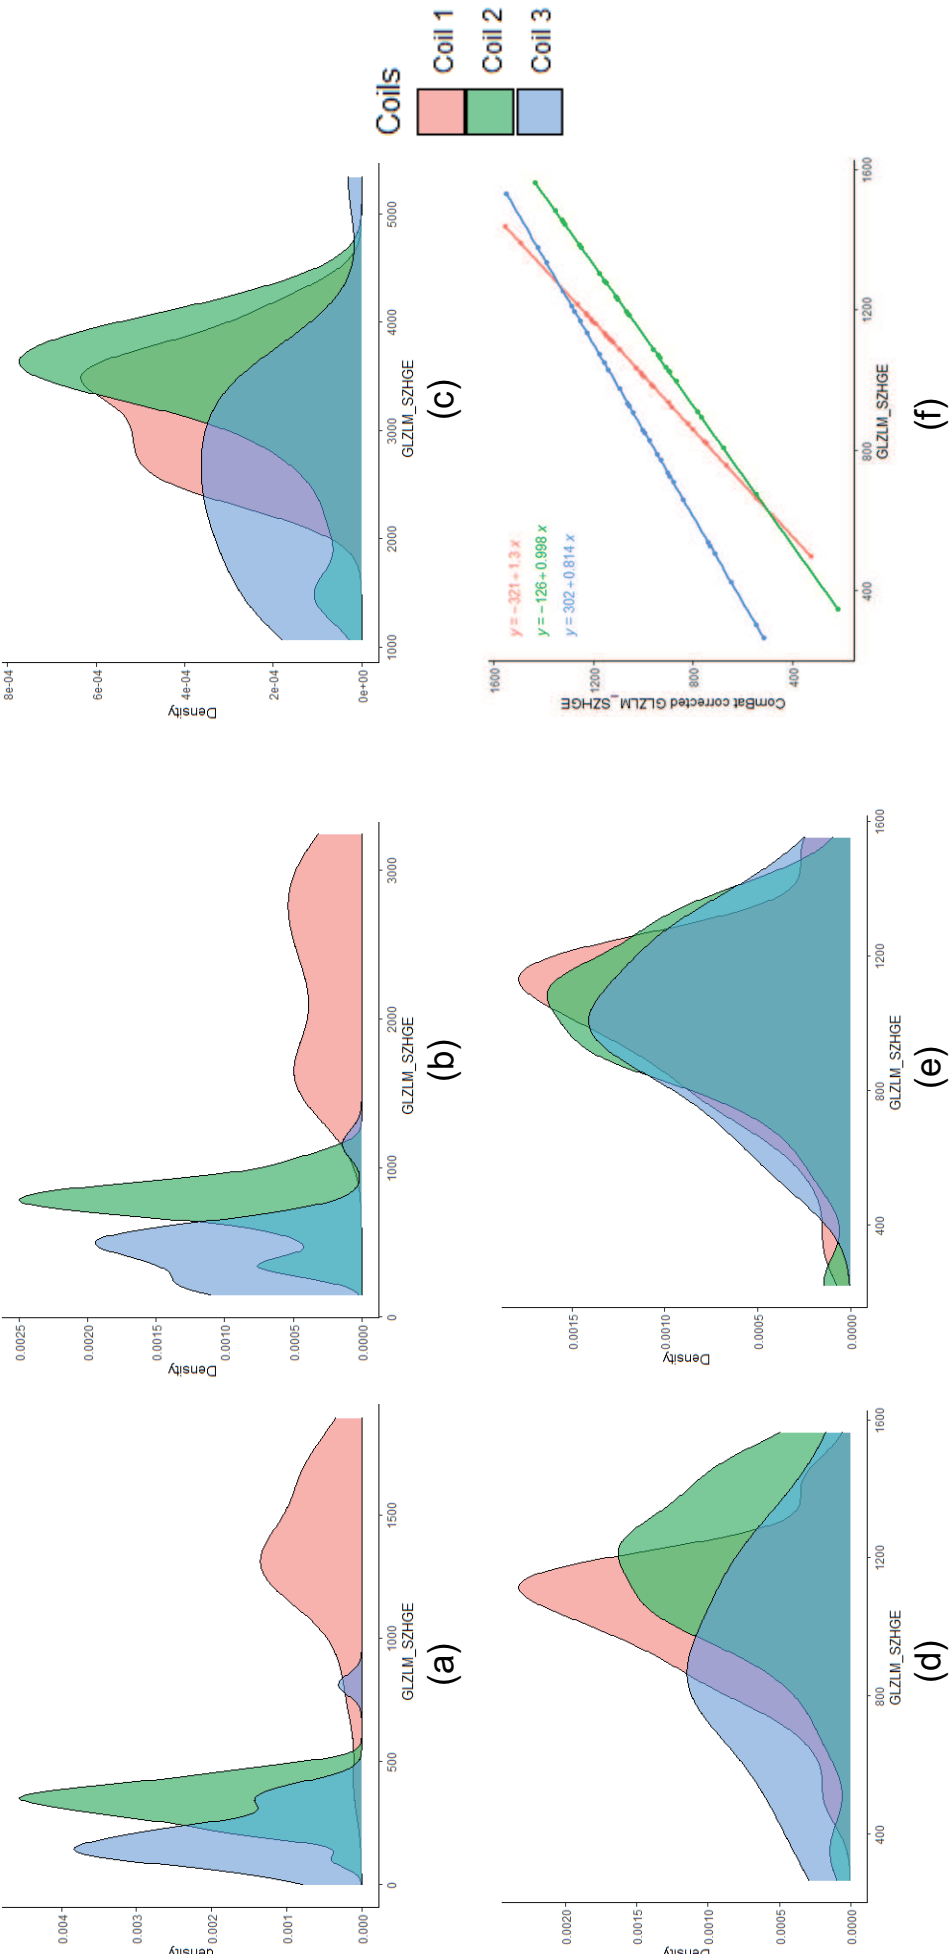 density
0.004
0.003
0.002
0.001
0.000
0
500
1000
1500
GLZLM_SZHGE
(a)
Density
0.0025
0.0020
0.0015
0.0010
0.0005
0.0000
0
1000
2000
3000
GLZLM_SZHGE
(b)
Density
8e-04
6e-04
4e-04
2e-04
0e+00
1000
2000
3000
4000
5000
GLZLM_SZHGE
(c)
Coils
Coil 1
Coil 2
Coil 3
Density
0.0020
0.0015
0.0010
0.0005
0.0000
400
800
1200
1600
GLZLM_SZHGE
(d)
Density
0.0015
0.0010
0.0005
0.0000
400
800
1200
1600
GLZLM_SZHGE
(e)
ComBat corrected GLZLM_SZHGE
1600
1200
800
400
y = −321 + 1.3 x
y = −126 + 0.998 x
y = 302 + 0.814 x
400
800
1200
1600
GLZLM_SZHGE
(f)